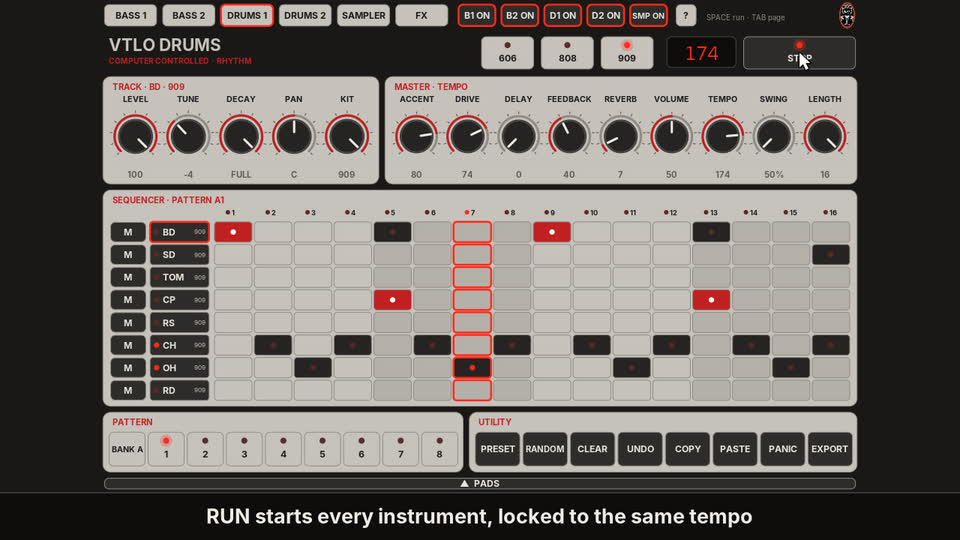 BASS 1 BASS 2 DRUMS 1 DRUMS 2 SAMPLER FX B1 ON B2 ON D1 ON D2 ON SMP ON ? SPACE run · TAB page
VTLO DRUMS
COMPUTER CONTROLLED · RHYTHM
606 808 909 174
TRACK · BD · 909
LEVEL TUNE DECAY PAN KIT
100 -4 FULL C 909
MASTER · TEMPO
ACCENT DRIVE DELAY FEEDBACK REVERB VOLUME TEMPO SWING LENGTH
80 74 0 40 7 50 174 50% 16
SEQUENCER · PATTERN A1
1 2 3 4 5 6 7 8 9 10 11 12 13 14 15 16
M BD 909
M SD 909
M TOM 909
M CP 909
M RS 909
M CH 909
M OH 909
M RD 909
PATTERN
BANK A 1 2 3 4 5 6 7 8
UTILITY
PRESET RANDOM CLEAR UNDO COPY PASTE PANIC EXPORT
▲ PADS
RUN starts every instrument, locked to the same tempo